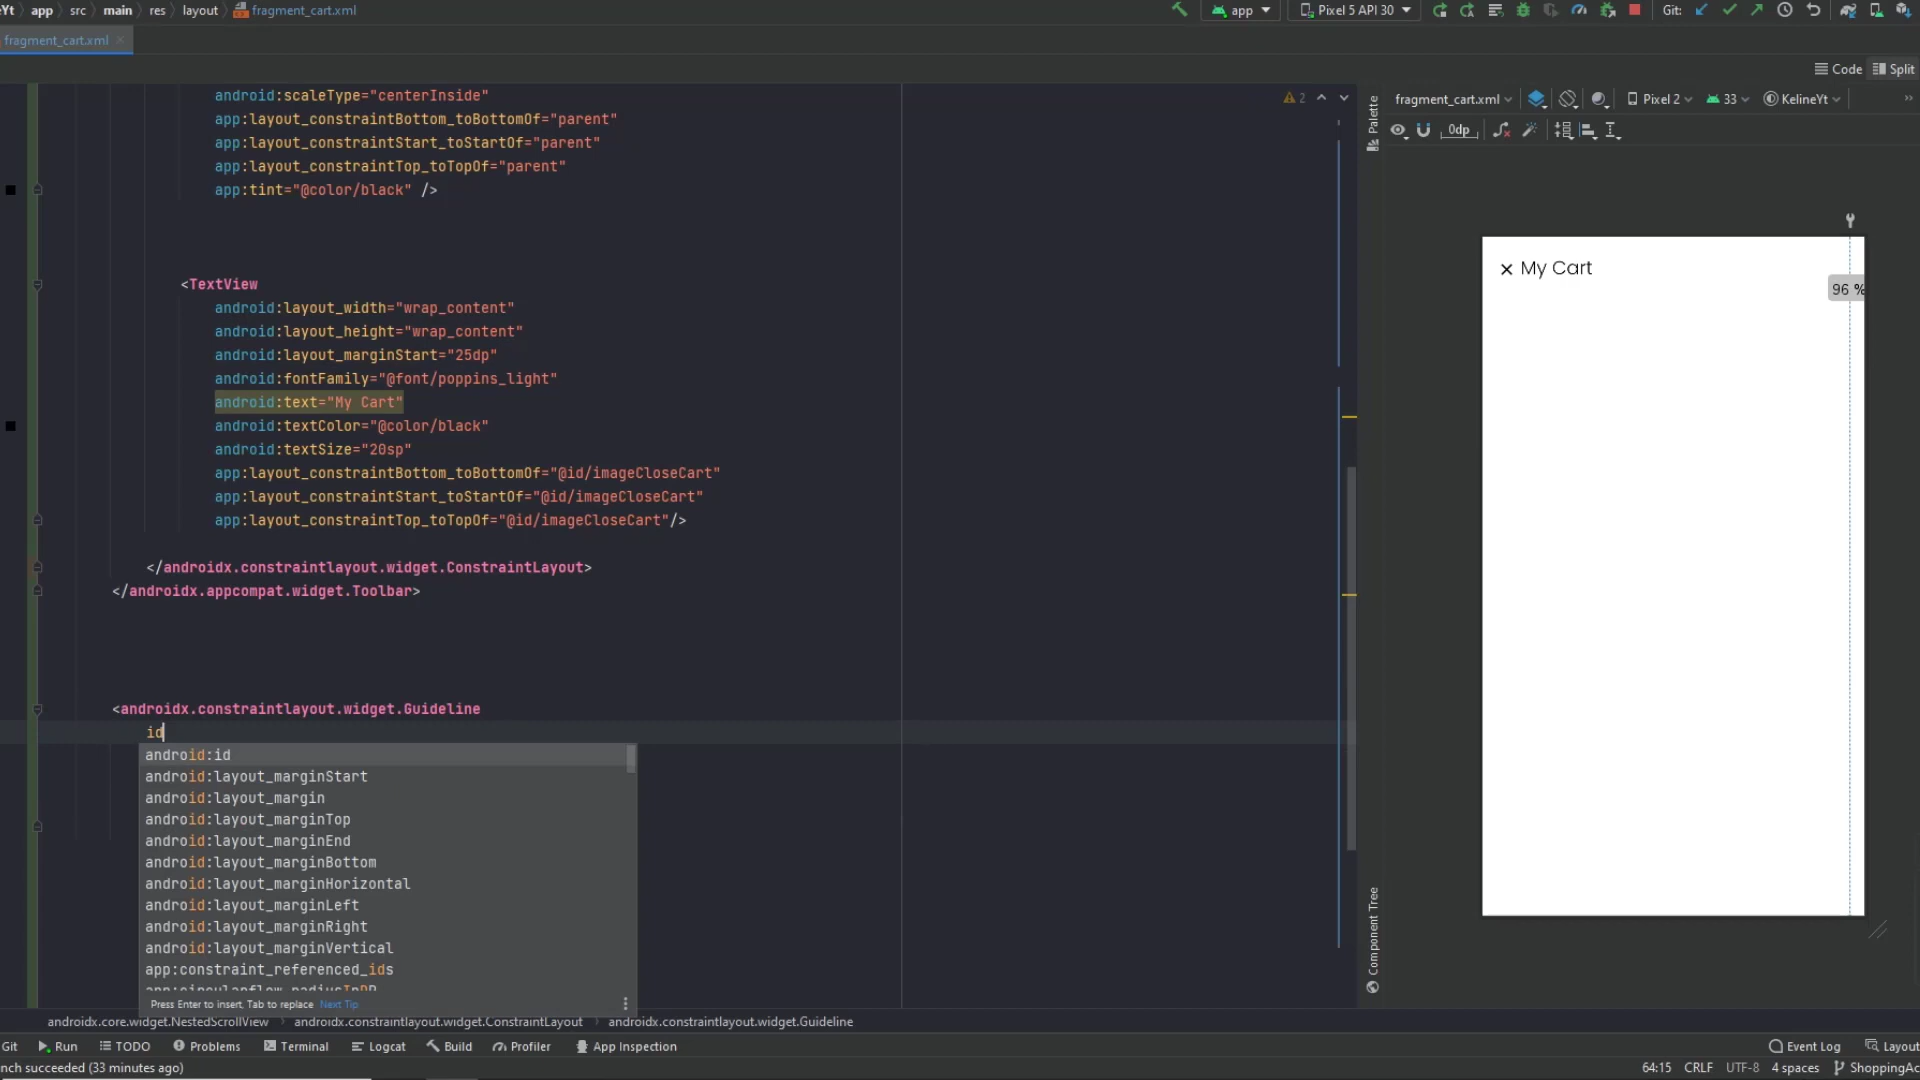 Yt app src main res layout fragment_cart.xml
app Pixel 5 API 30 Git:
fragment_cart.xml
Code Split
android:scaleType="centerInside"
app:layout_constraintBottom_toBottomOf="parent"
app:layout_constraintStart_toStartOf="parent"
app:layout_constraintTop_toTopOf="parent"
app:tint="@color/black" />
<TextView
android:layout_width="wrap_content"
android:layout_height="wrap_content"
android:layout_marginStart="25dp"
android:fontFamily="@font/poppins_light"
android:text="My Cart"
android:textColor="@color/black"
android:textSize="20sp"
app:layout_constraintBottom_toBottomOf="@id/imageCloseCart"
app:layout_constraintStart_toStartOf="@id/imageCloseCart"
app:layout_constraintTop_toTopOf="@id/imageCloseCart"/>
</androidx.constraintlayout.widget.ConstraintLayout>
</androidx.appcompat.widget.Toolbar>
<androidx.constraintlayout.widget.Guideline
id
android:id
android:layout_marginStart
android:layout_margin
android:layout_marginTop
android:layout_marginEnd
android:layout_marginBottom
android:layout_marginHorizontal
android:layout_marginLeft
android:layout_marginRight
android:layout_marginVertical
app:constraint_referenced_ids
Press Enter to insert, Tab to replace Next Tip
2
Palette
fragment_cart.xml Pixel 2 33 KelineYt
0dp
My Cart
96 %
Component Tree
androidx.core.widget.NestedScrollView androidx.constraintlayout.widget.ConstraintLayout androidx.constraintlayout.widget.Guideline
Git Run TODO Problems Terminal Logcat Build Profiler App Inspection Event Log Layout
nch succeeded (33 minutes ago) 64:15 CRLF UTF-8 4 spaces ShoppingAc